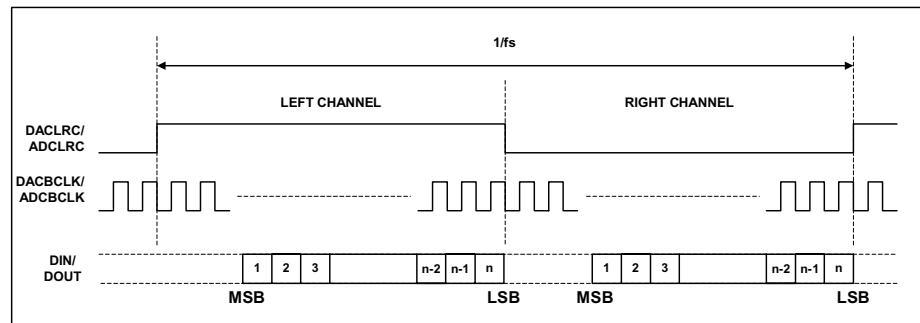 1/fs
LEFT CHANNEL RIGHT CHANNEL
DACLRC/
ADCLRC
DACBCLK/
ADCBCLK
DIN/
DOUT
1 2 3 n-2 n-1 n 1 2 3 n-2 n-1 n
MSB LSB MSB LSB